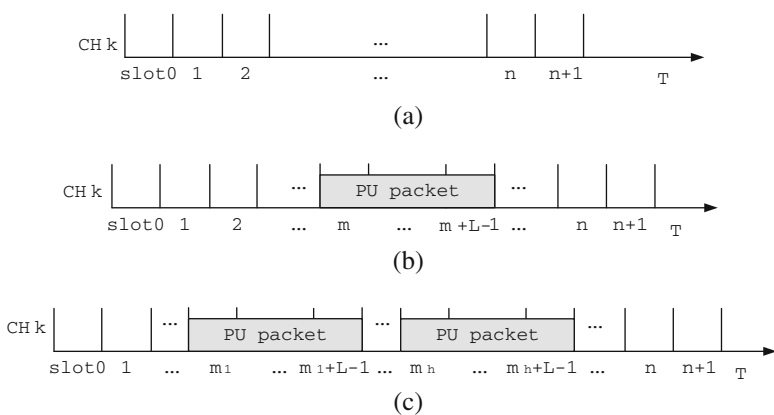 CH k
...
slot0 1 2 ... n n+1 T
(a)
CH k
... PU packet ...
slot0 1 2 ... m ... m+L-1 ... n n+1 T
(b)
CH k
... PU packet ... PU packet ...
slot0 1 ... m1 ... m1+L-1 ... mh ... mh+L-1 ... n n+1 T
(c)